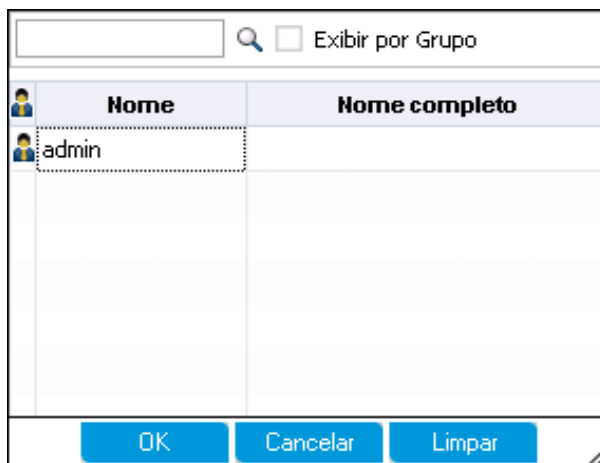 Exibir por Grupo
Nome Nome completo
admin
OK Cancelar Limpar